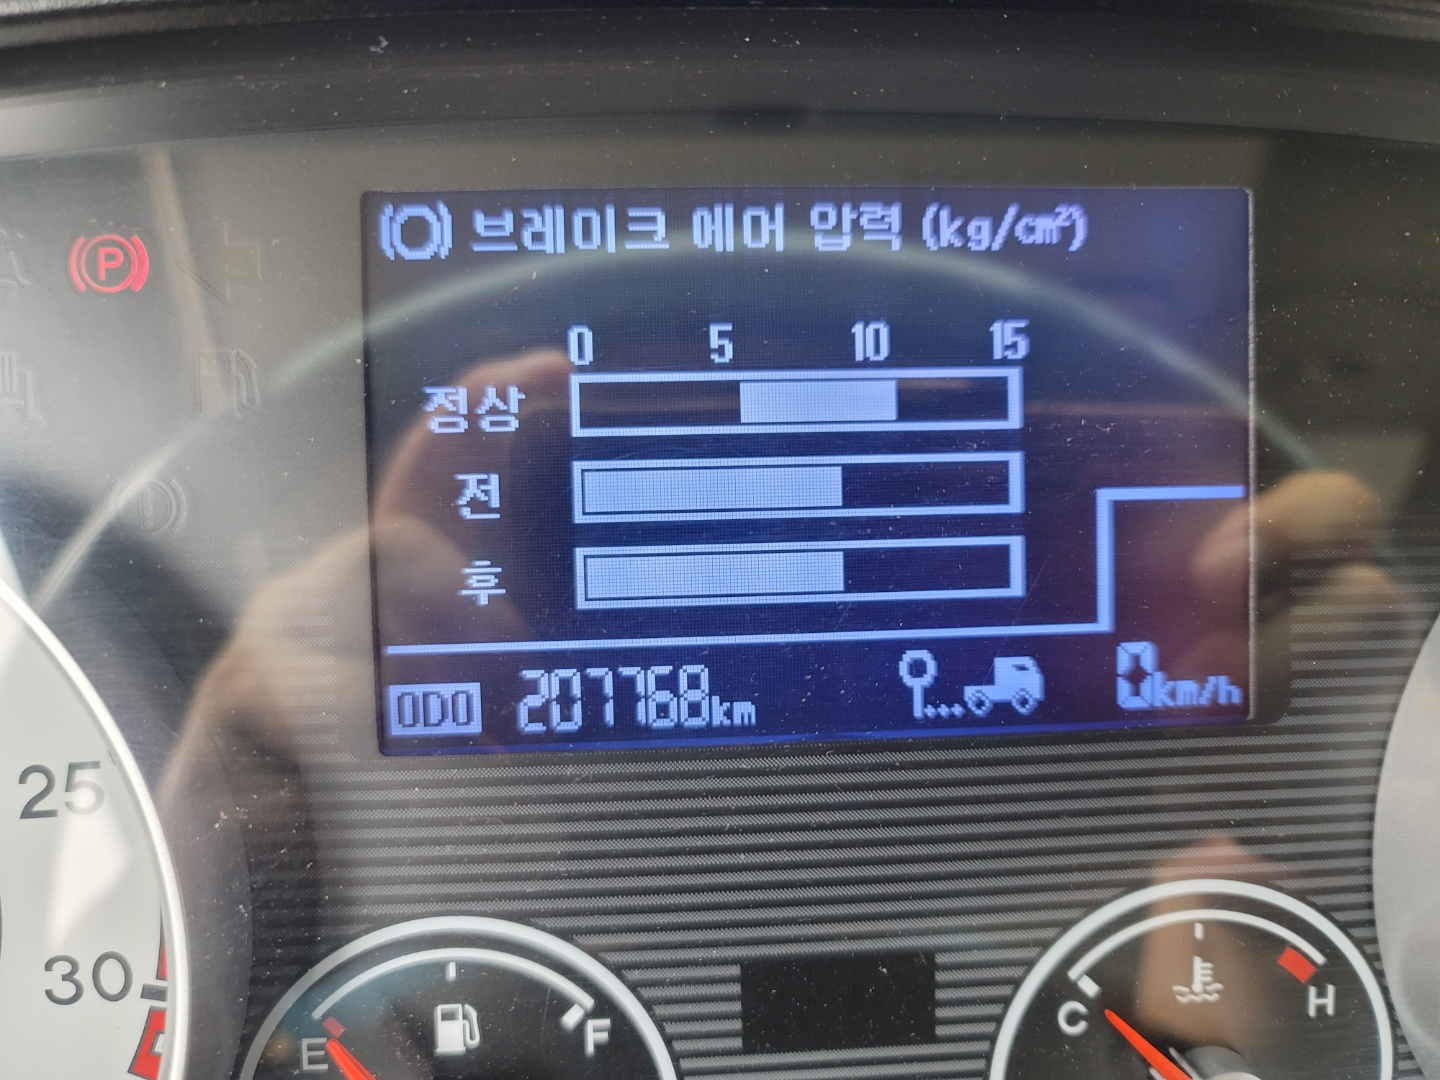 브레이크 에어 압력 (kg/cm²)
0 5 10 15
정상
전
후
ODO 207768km 0km/h
P
25
30
E F
C H